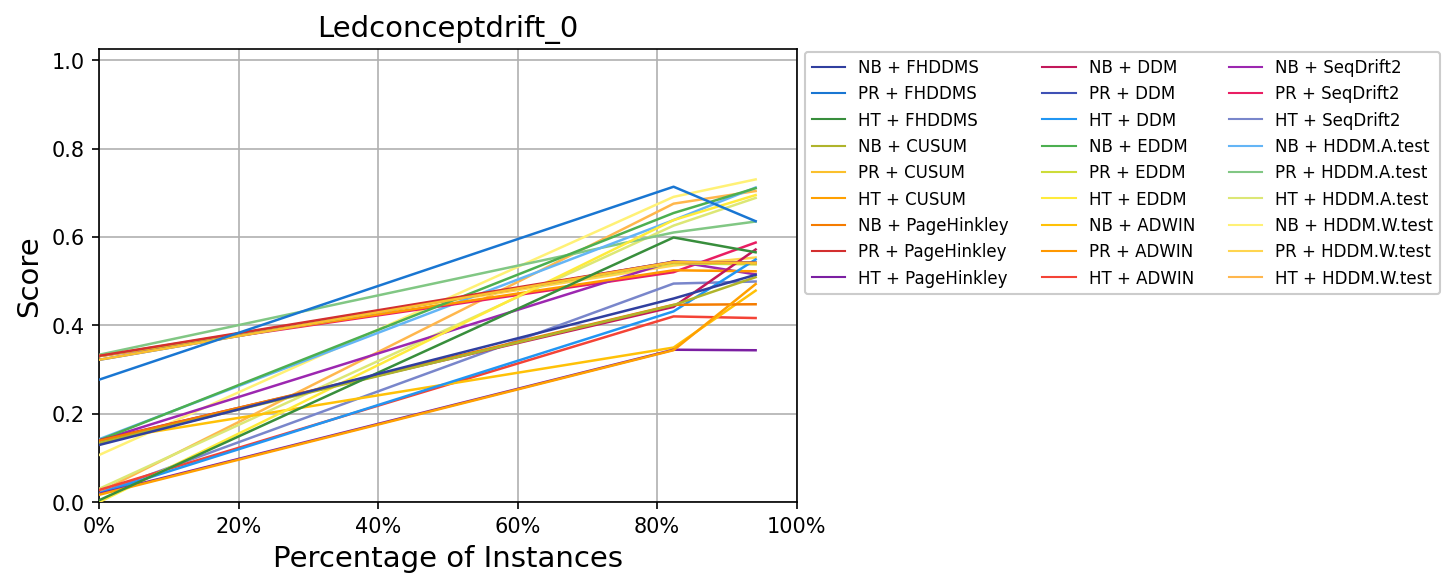 Ledconceptdrift_0
Score
1.0
0.8
0.6
0.4
0.2
0.0
0%
20%
40%
60%
80%
100%
Percentage of Instances
NB + FHDDMS
PR + FHDDMS
HT + FHDDMS
NB + CUSUM
PR + CUSUM
HT + CUSUM
NB + PageHinkley
PR + PageHinkley
HT + PageHinkley
NB + DDM
PR + DDM
HT + DDM
NB + EDDM
PR + EDDM
HT + EDDM
NB + ADWIN
PR + ADWIN
HT + ADWIN
NB + SeqDrift2
PR + SeqDrift2
HT + SeqDrift2
NB + HDDM.A.test
PR + HDDM.A.test
HT + HDDM.A.test
NB + HDDM.W.test
PR + HDDM.W.test
HT + HDDM.W.test